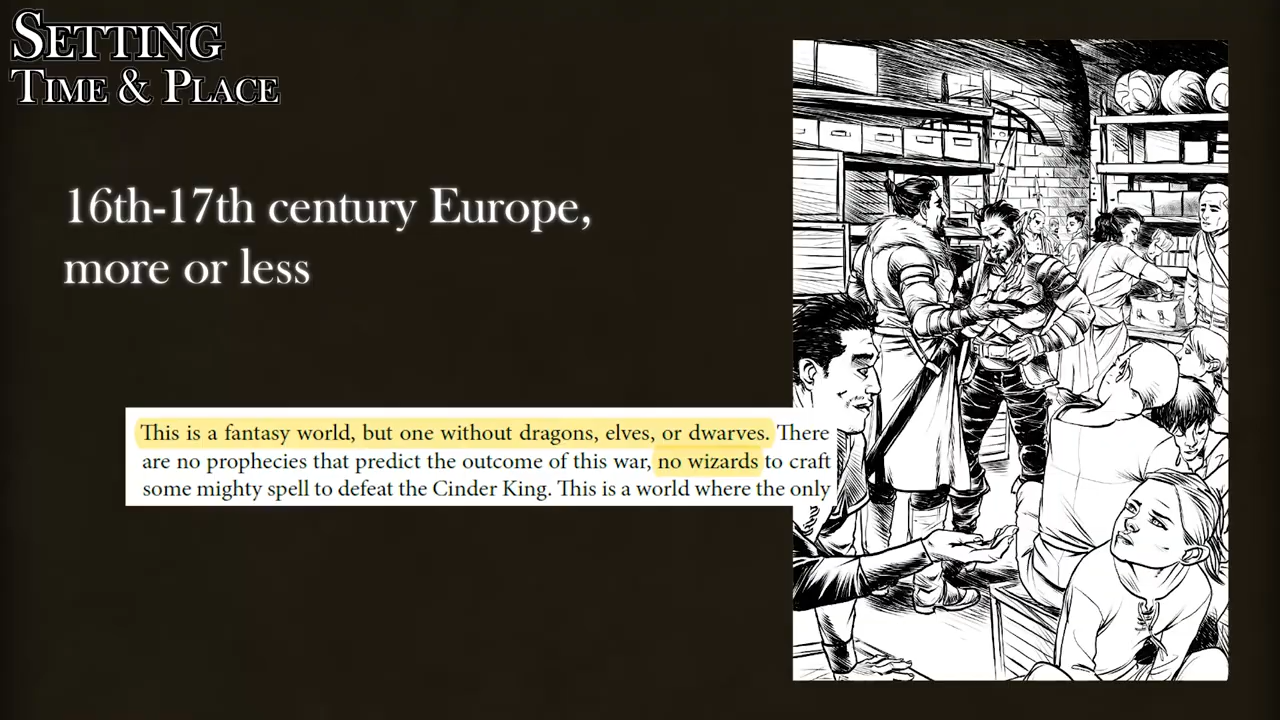 SETTING
TIME & PLACE
16th-17th century Europe,
more or less
This is a fantasy world, but one without dragons, elves, or dwarves. There
are no prophecies that predict the outcome of this war, no wizards to craft
some mighty spell to defeat the Cinder King. This is a world where the only